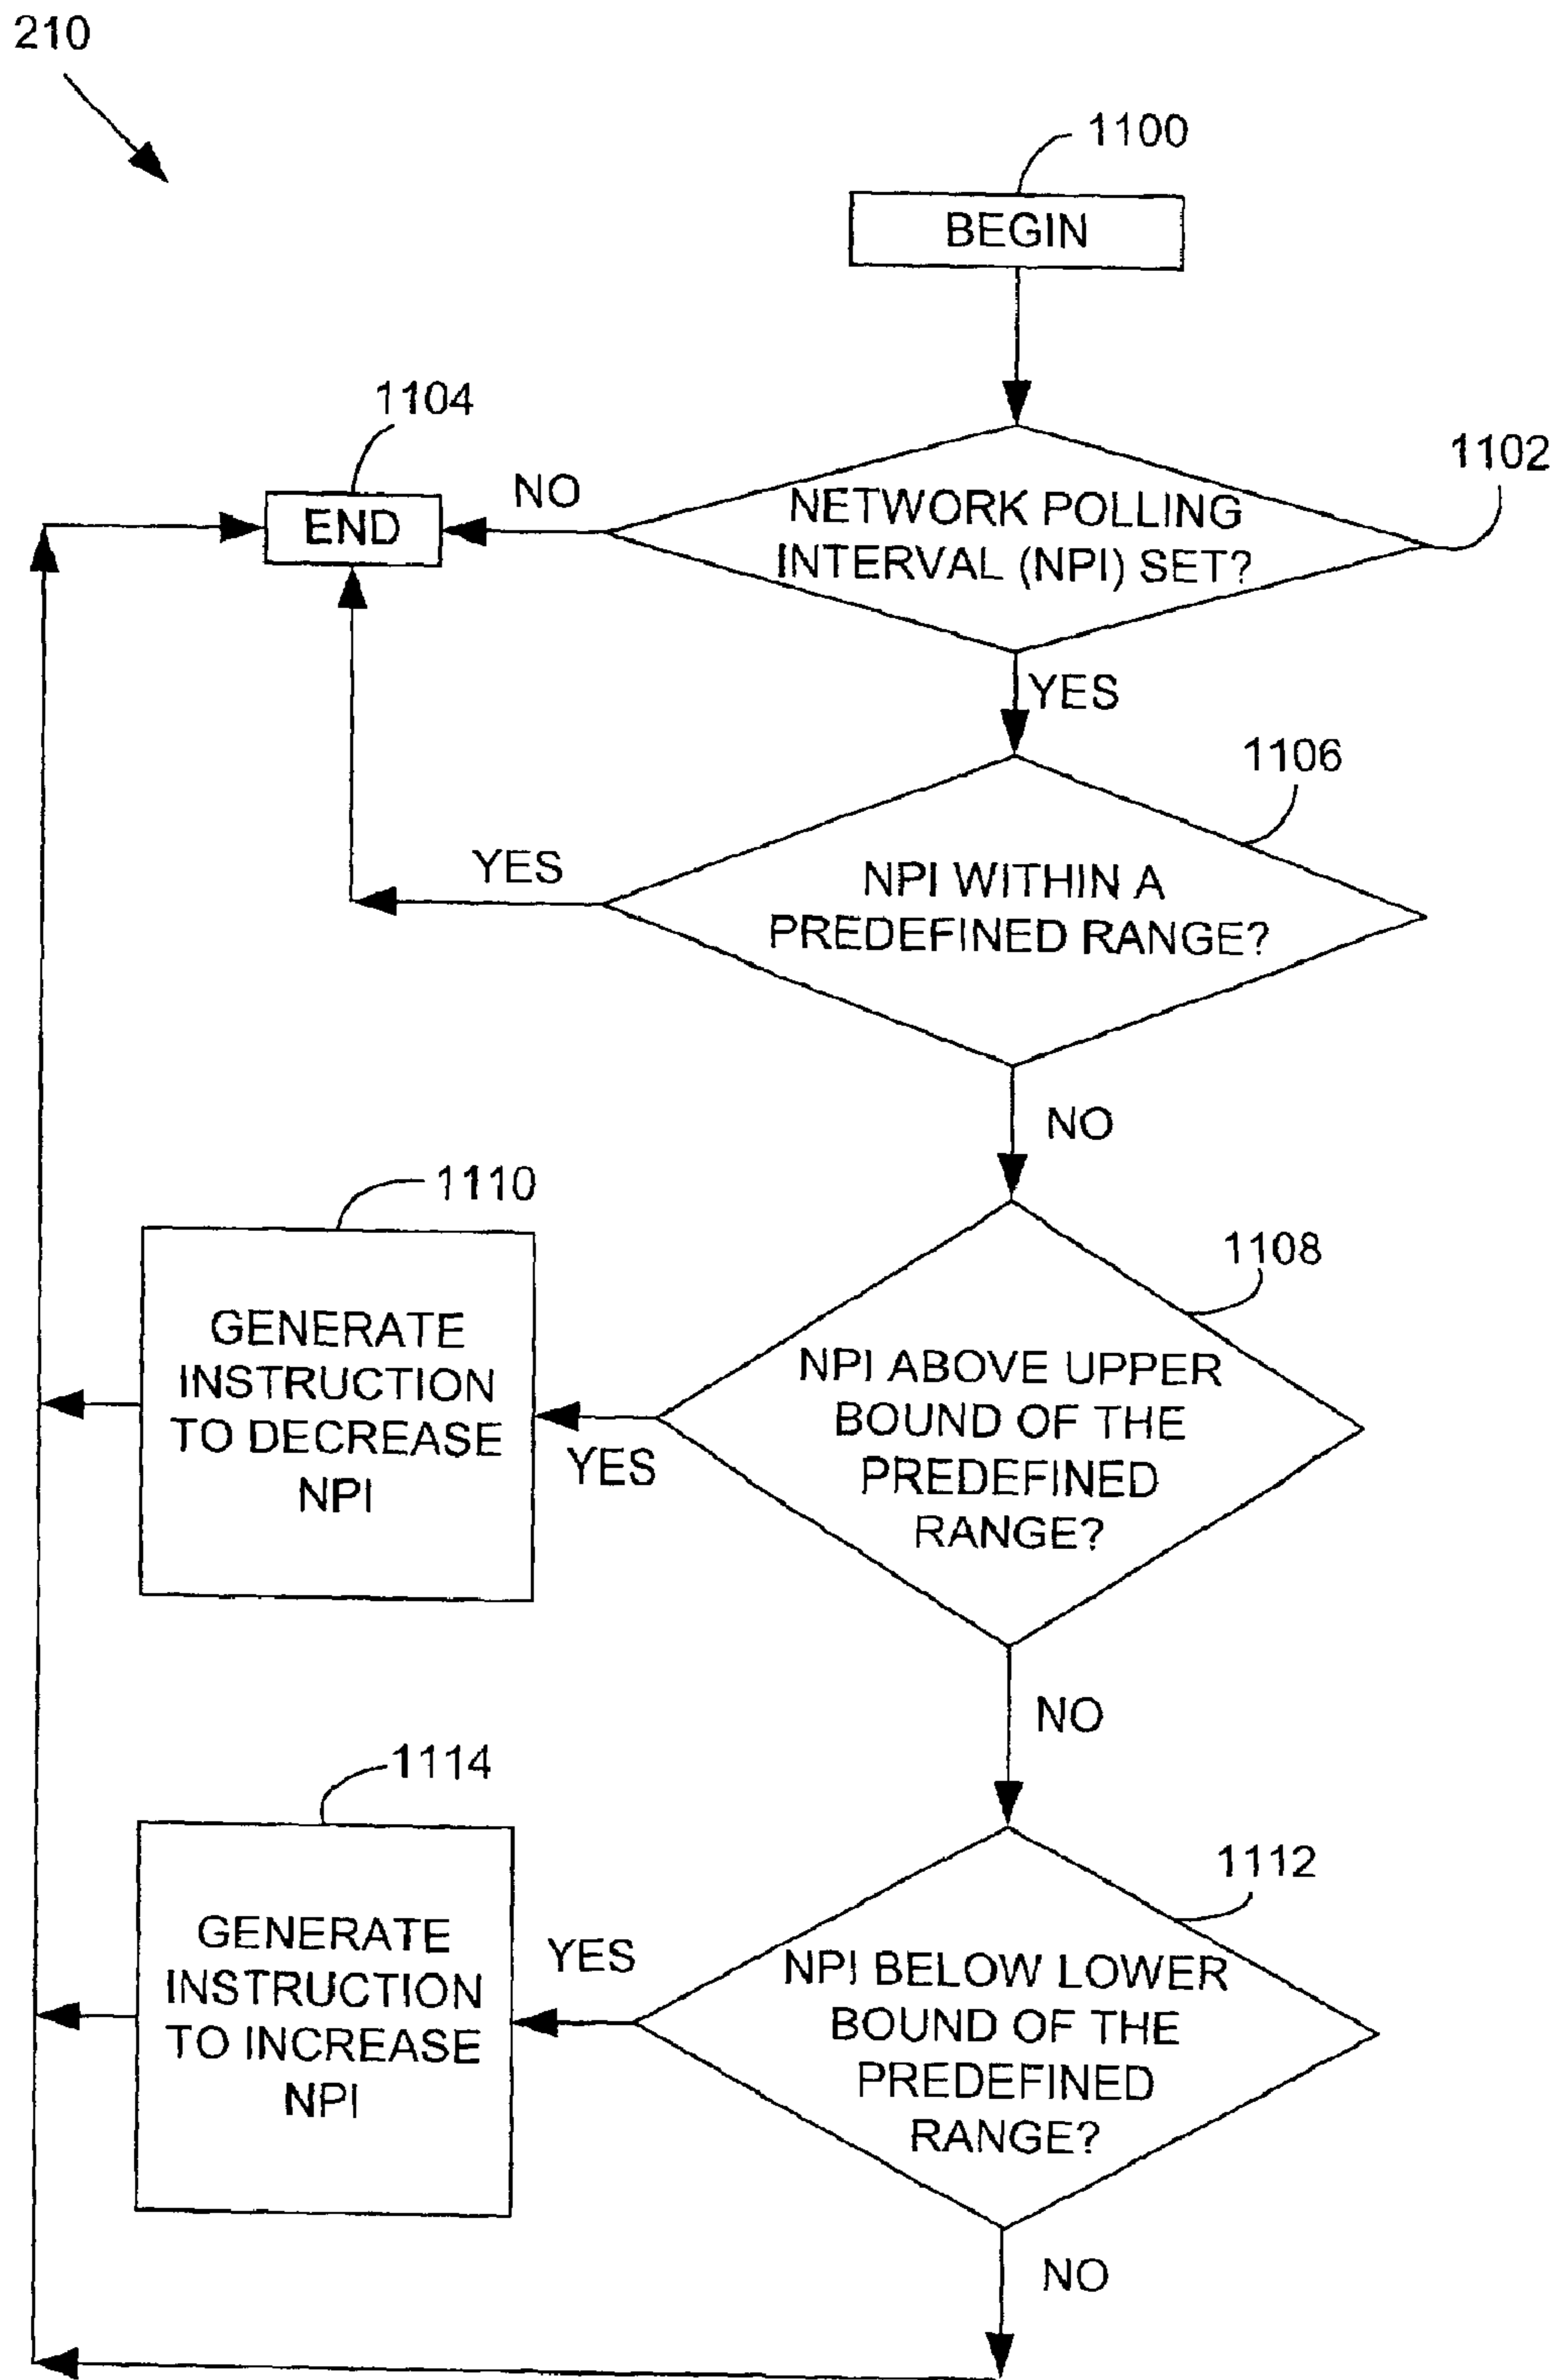 210
1100
BEGIN
1104
1102
NO
END
NETWORK POLLING
INTERVAL (NPI) SET?
YES
1106
YES
NPI WITHIN A
PREDEFINED RANGE?
NO
1110
1108
GENERATE
INSTRUCTION
TO DECREASE
NPI
YES
NPI ABOVE UPPER
BOUND OF THE
PREDEFINED
RANGE?
NO
1114
1112
GENERATE
INSTRUCTION
TO INCREASE
NPI
YES
NPI BELOW LOWER
BOUND OF THE
PREDEFINED
RANGE?
NO